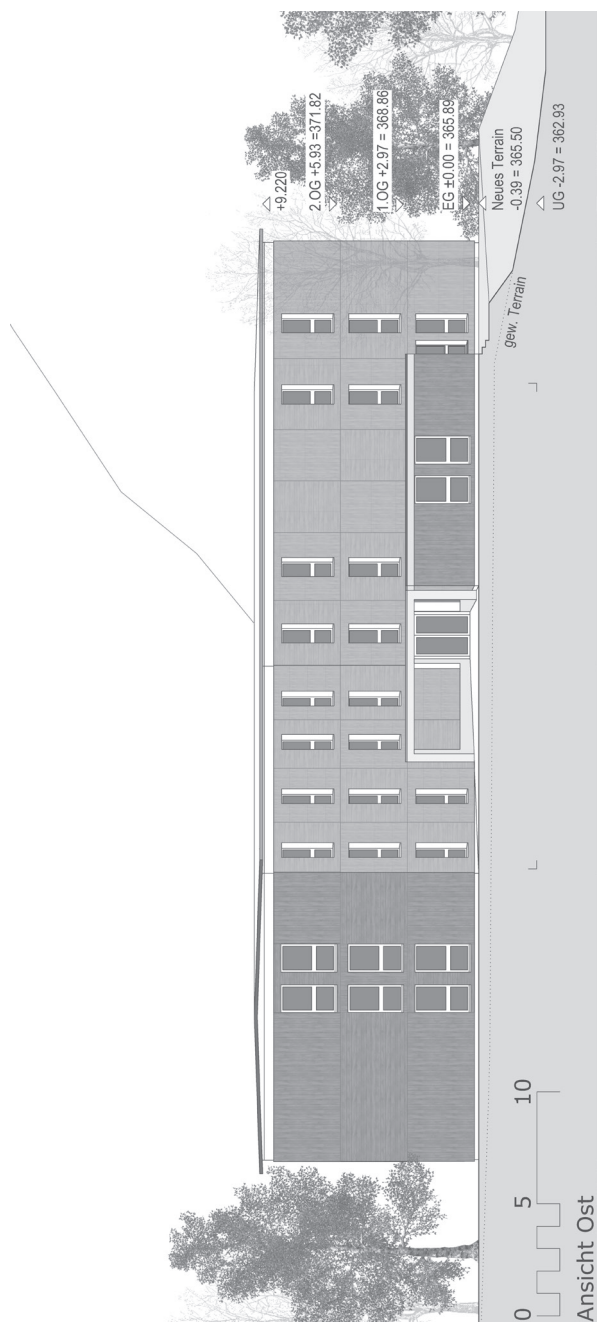 +9.220
2.OG +5.93 =371.82
1.OG +2.97 = 368.86
EG ±0.00 = 365.89
Neues Terrain
-0.39 = 365.50
UG -2.97 = 362.93
gew. Terrain
0 5 10
Ansicht Ost